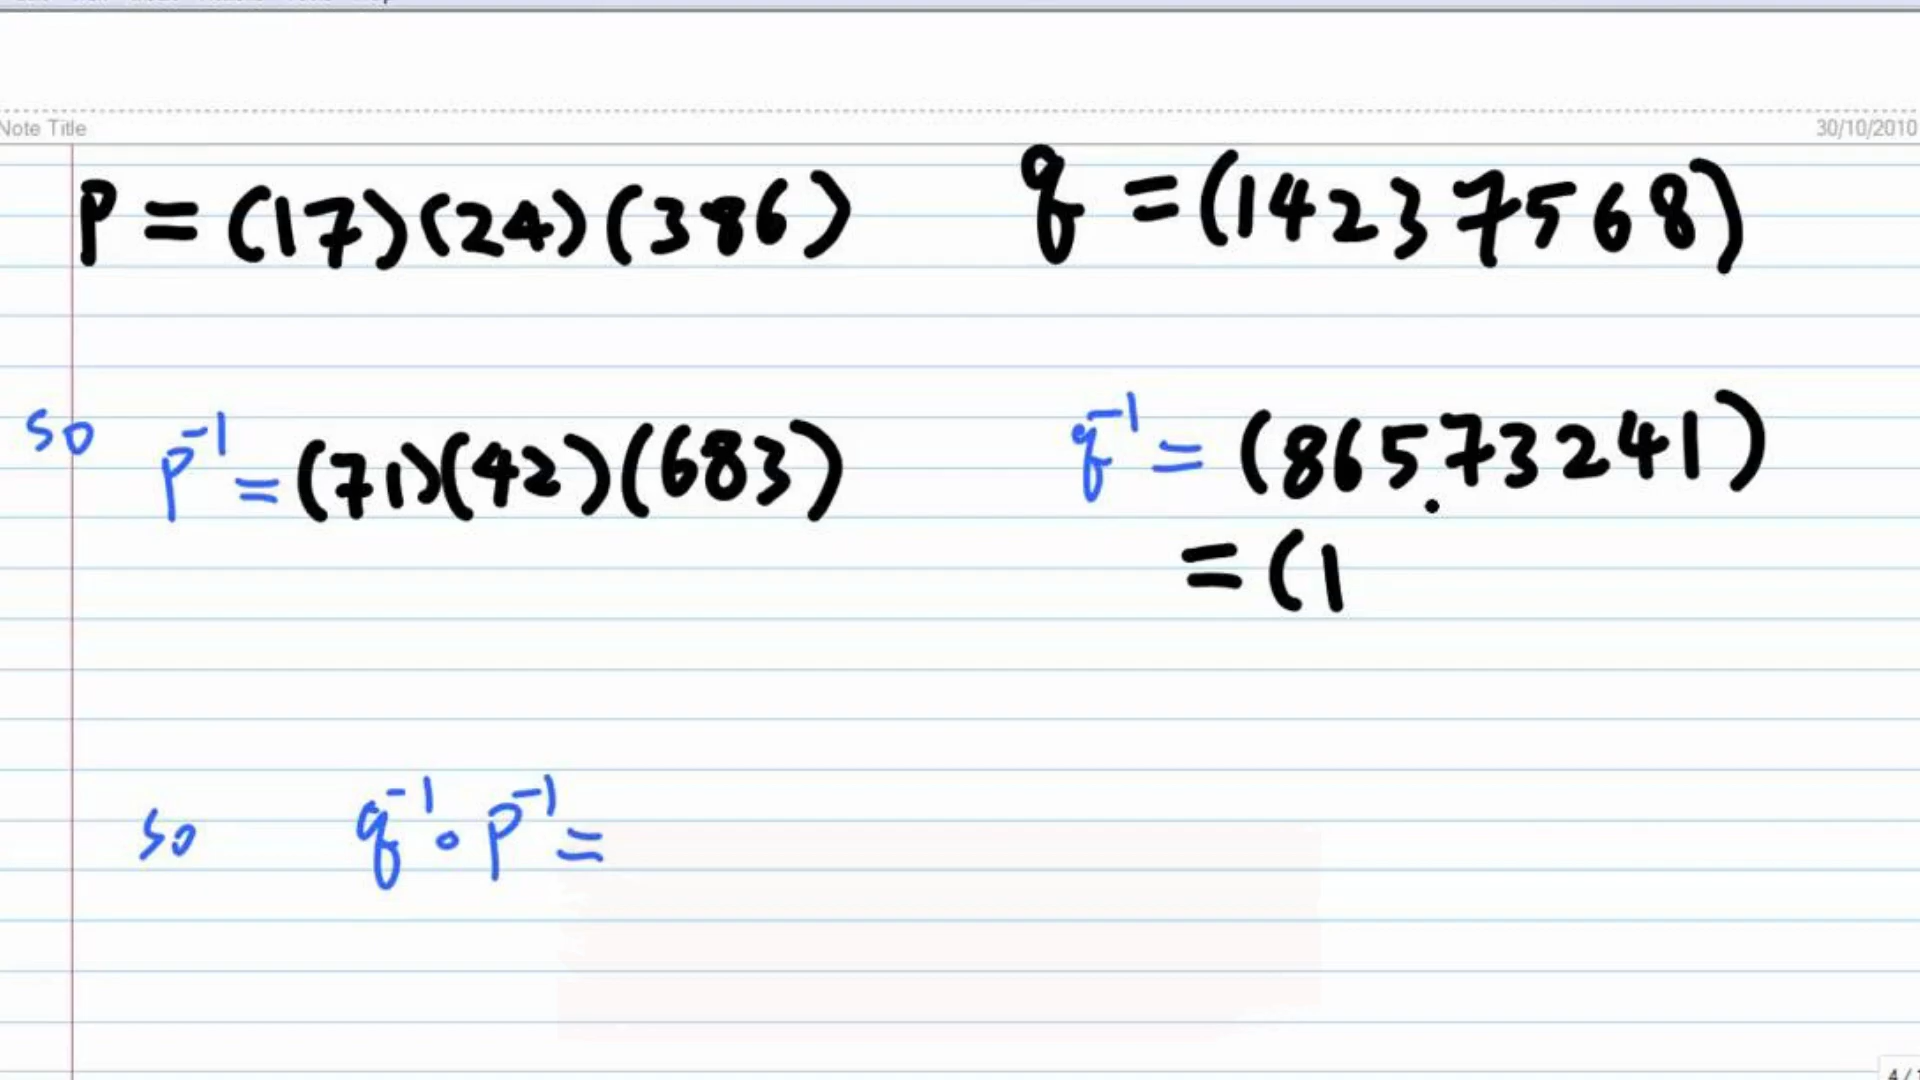 Note Title
30/10/2010
p = (17)(24)(386) q = (14237568)
so p⁻¹ = (71)(42)(683) q⁻¹ = (86573241)
= (1
so q⁻¹ ∘ p⁻¹ =